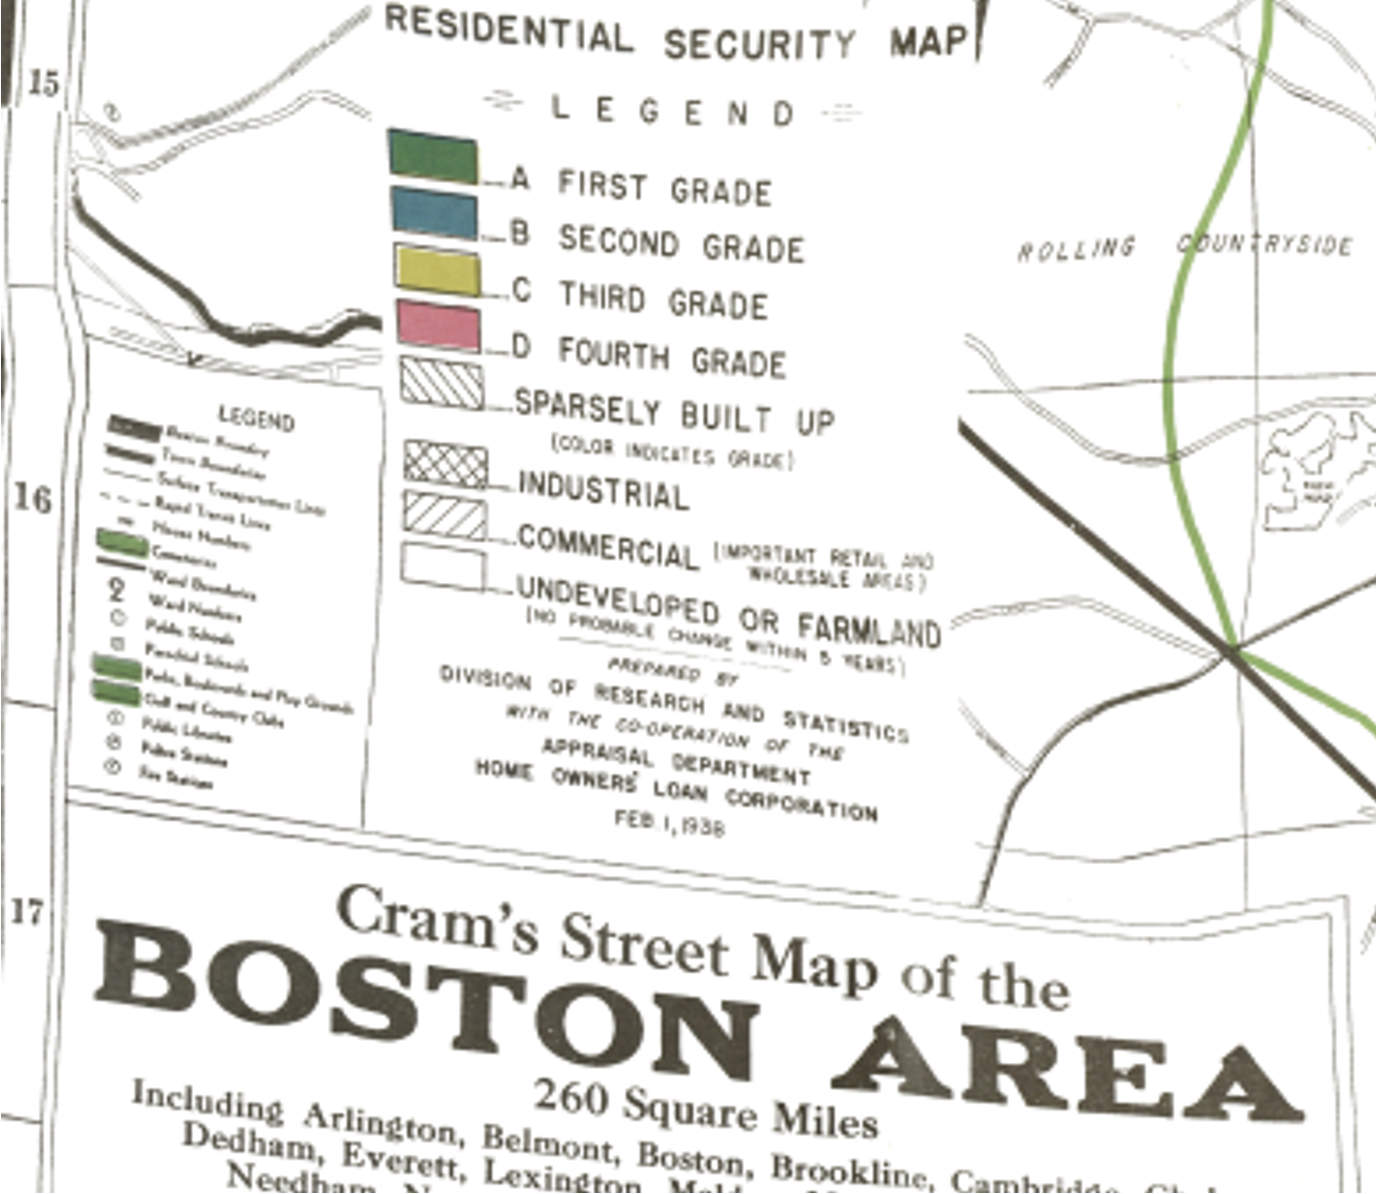 RESIDENTIAL SECURITY MAP
LEGEND
A FIRST GRADE
B SECOND GRADE
C THIRD GRADE
D FOURTH GRADE
SPARSELY BUILT UP
(COLOR INDICATES GRADE)
INDUSTRIAL
COMMERCIAL (IMPORTANT RETAIL AND
WHOLESALE AREAS)
UNDEVELOPED OR FARMLAND
(NO PROBABLE CHANGE WITHIN 5 YEARS)
PREPARED BY
DIVISION OF RESEARCH AND STATISTICS
WITH THE CO-OPERATION OF THE
APPRAISAL DEPARTMENT
HOME OWNERS' LOAN CORPORATION
FEB. 1, 1938
ROLLING COUNTRYSIDE
15
16
17
LEGEND
Boston Boundary
Town Boundaries
Surface Transportation Lines
Rapid Transit Lines
House Numbers
Cemeteries
Ward Boundaries
2 Ward Numbers
Public Schools
Parochial Schools
Parks, Boulevards and Play Grounds
Golf and Country Clubs
Public Libraries
Police Stations
Fire Stations
Cram's Street Map of the
BOSTON AREA
260 Square Miles
Including Arlington, Belmont, Boston, Brookline, Cambridge,
Dedham, Everett, Lexington,
Needham,